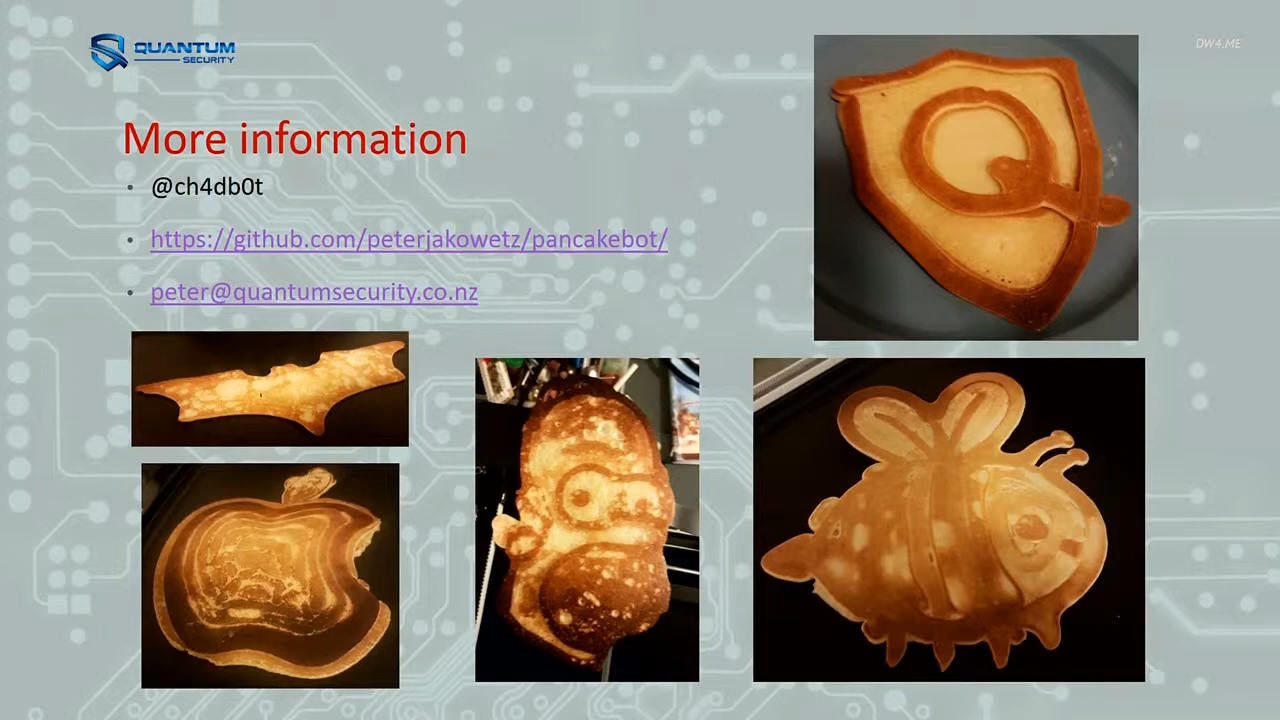 QUANTUM
SECURITY
DW4.ME
More information
• @ch4db0t
• https://github.com/peterjakowetz/pancakebot/
• peter@quantumsecurity.co.nz
Q